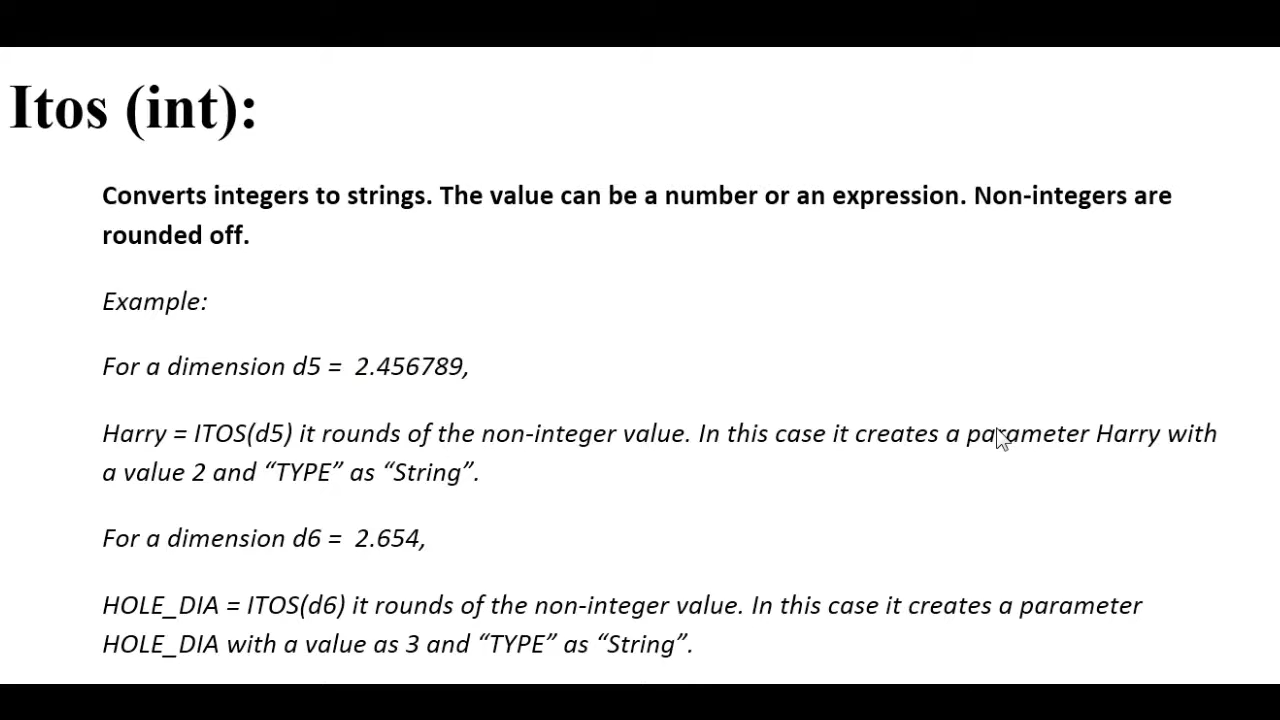 Itos (int):
Converts integers to strings. The value can be a number or an expression. Non-integers are
rounded off.
Example:
For a dimension d5 =  2.456789,
Harry = ITOS(d5) it rounds of the non-integer value. In this case it creates a parameter Harry with
a value 2 and “TYPE” as “String”.
For a dimension d6 =  2.654,
HOLE_DIA = ITOS(d6) it rounds of the non-integer value. In this case it creates a parameter
HOLE_DIA with a value as 3 and “TYPE” as “String”.